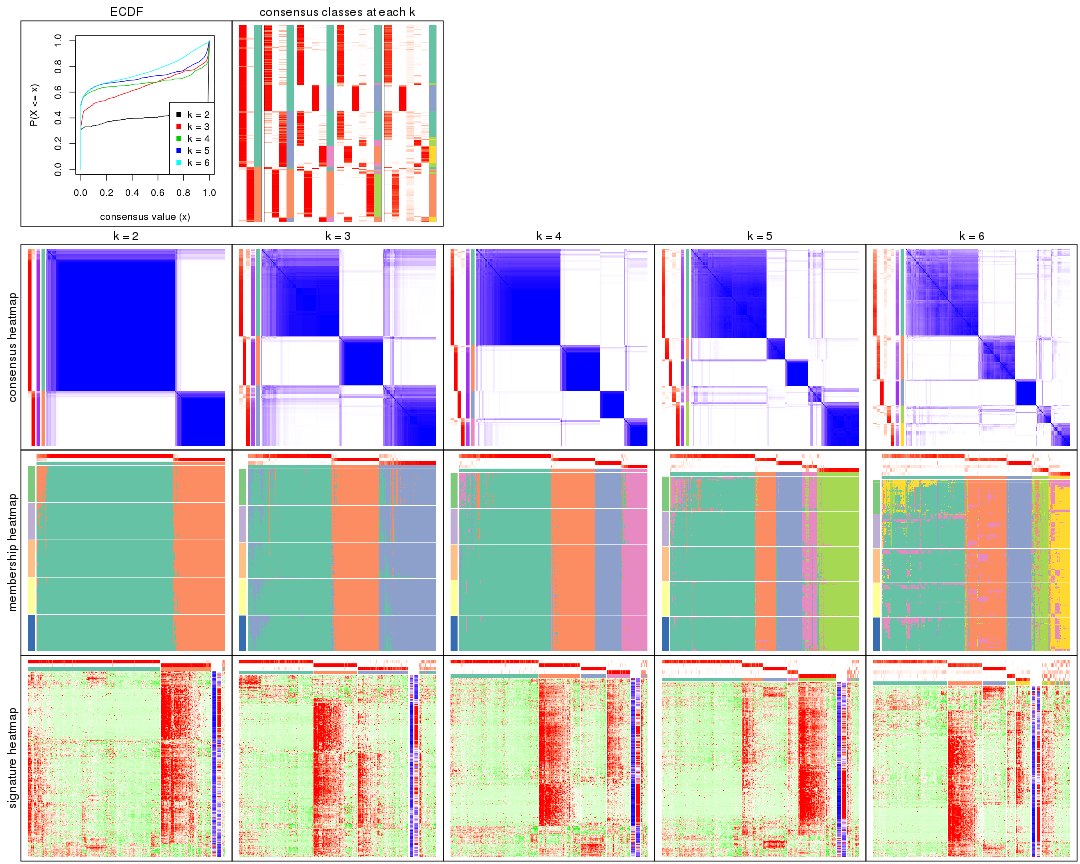 ECDF
consensus classes at each k
P(X <= x)
0.0 0.2 0.4 0.6 0.8 1.0
k = 2
k = 3
k = 4
k = 5
k = 6
0.0 0.2 0.4 0.6 0.8 1.0
consensus value (x)
k = 2
k = 3
k = 4
k = 5
k = 6
consensus heatmap
membership heatmap
signature heatmap